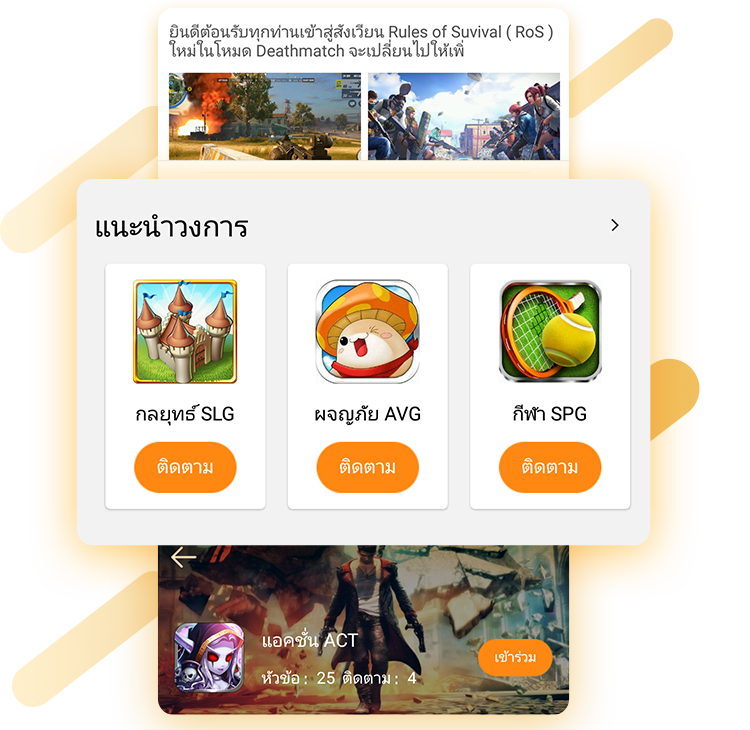 ยินดีต้อนรับทุกท่านเข้าสู่สังเวียน Rules of Suvival ( RoS )
ใหม่ในโหมด Deathmatch จะเปลี่ยนไปให้เพิ่
แนะนำวงการ
กลยุทธ์ SLG
ผจญภัย AVG
กีฬา SPG
ติดตาม
ติดตาม
ติดตาม
แอคชั่น ACT
เข้าร่วม
หัวข้อ : 25 ติดตาม : 4